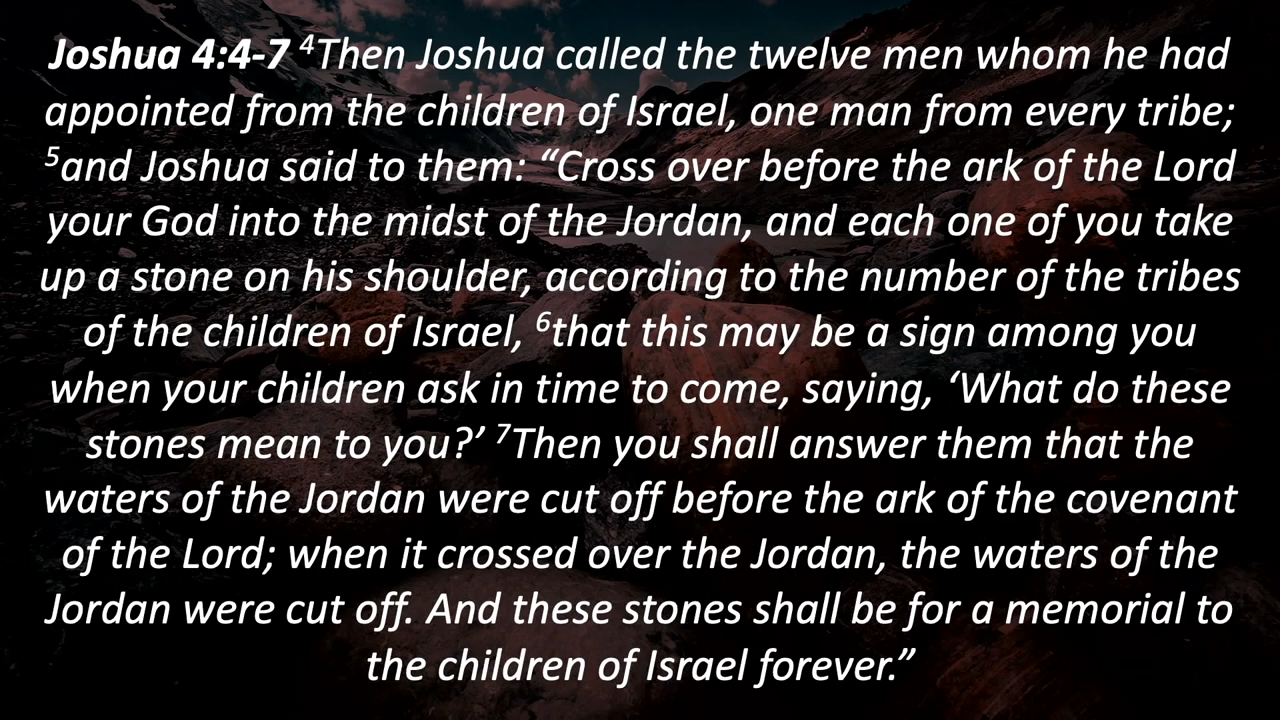 Joshua 4:4-7 ⁴Then Joshua called the twelve men whom he had
appointed from the children of Israel, one man from every tribe;
⁵and Joshua said to them: “Cross over before the ark of the Lord
your God into the midst of the Jordan, and each one of you take
up a stone on his shoulder, according to the number of the tribes
of the children of Israel, ⁶that this may be a sign among you
when your children ask in time to come, saying, ‘What do these
stones mean to you?’ ⁷Then you shall answer them that the
waters of the Jordan were cut off before the ark of the covenant
of the Lord; when it crossed over the Jordan, the waters of the
Jordan were cut off. And these stones shall be for a memorial to
the children of Israel forever.”